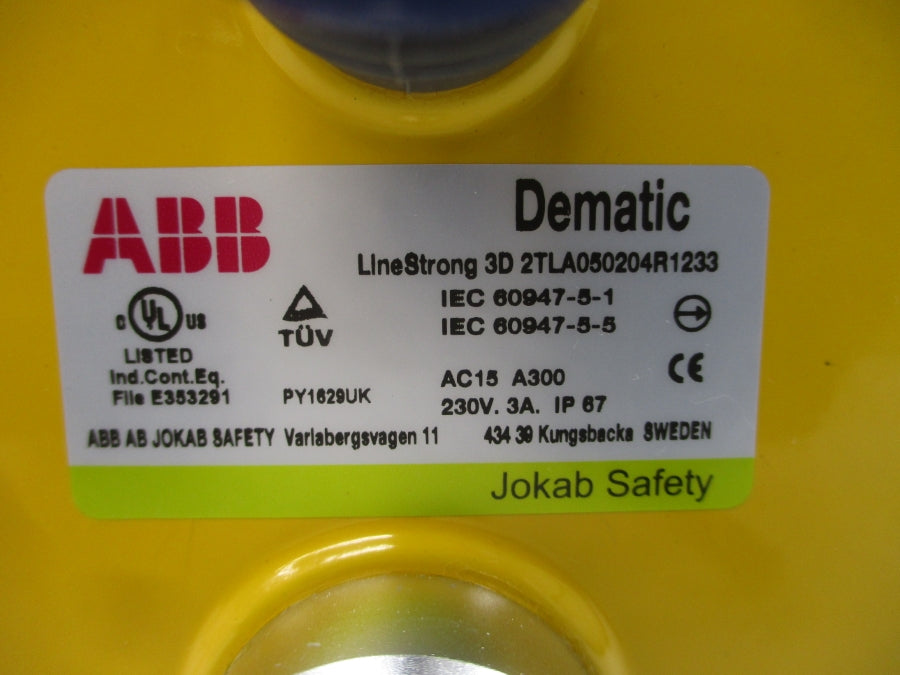 ABB
Dematic
LineStrong 3D 2TLA050204R1233
IEC 60947-5-1
IEC 60947-5-5
C UL US
LISTED
Ind.Cont.Eq.
File E353291
TÜV
PY1629UK
AC15 A300
230V. 3A. IP 67
CE
ABB AB JOKAB SAFETY Varlabergsvagen 11 434 39 Kungsbacka SWEDEN
Jokab Safety